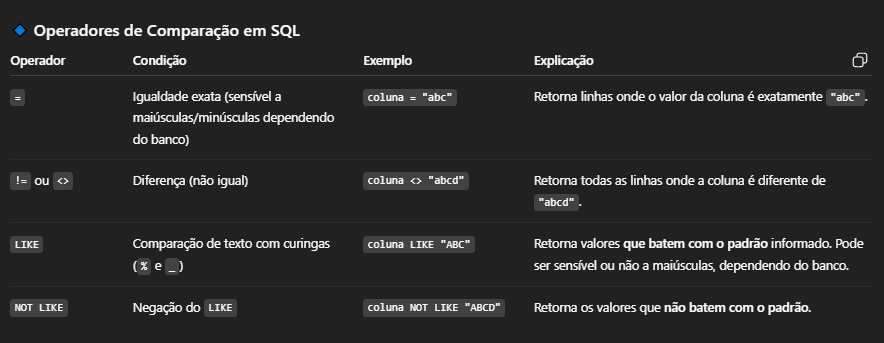 Operadores de Comparação em SQL
Operador Condição Exemplo Explicação
= Igualdade exata (sensível a coluna = "abc" Retorna linhas onde o valor da coluna é exatamente "abc".
maiúsculas/minúsculas dependendo
do banco)
!= ou <> Diferença (não igual) coluna <> "abcd" Retorna todas as linhas onde a coluna é diferente de
"abcd".
LIKE Comparação de texto com curingas coluna LIKE "ABC" Retorna valores que batem com o padrão informado. Pode
(% e _) ser sensível ou não a maiúsculas, dependendo do banco.
NOT LIKE Negação do LIKE coluna NOT LIKE "ABCD" Retorna os valores que não batem com o padrão.